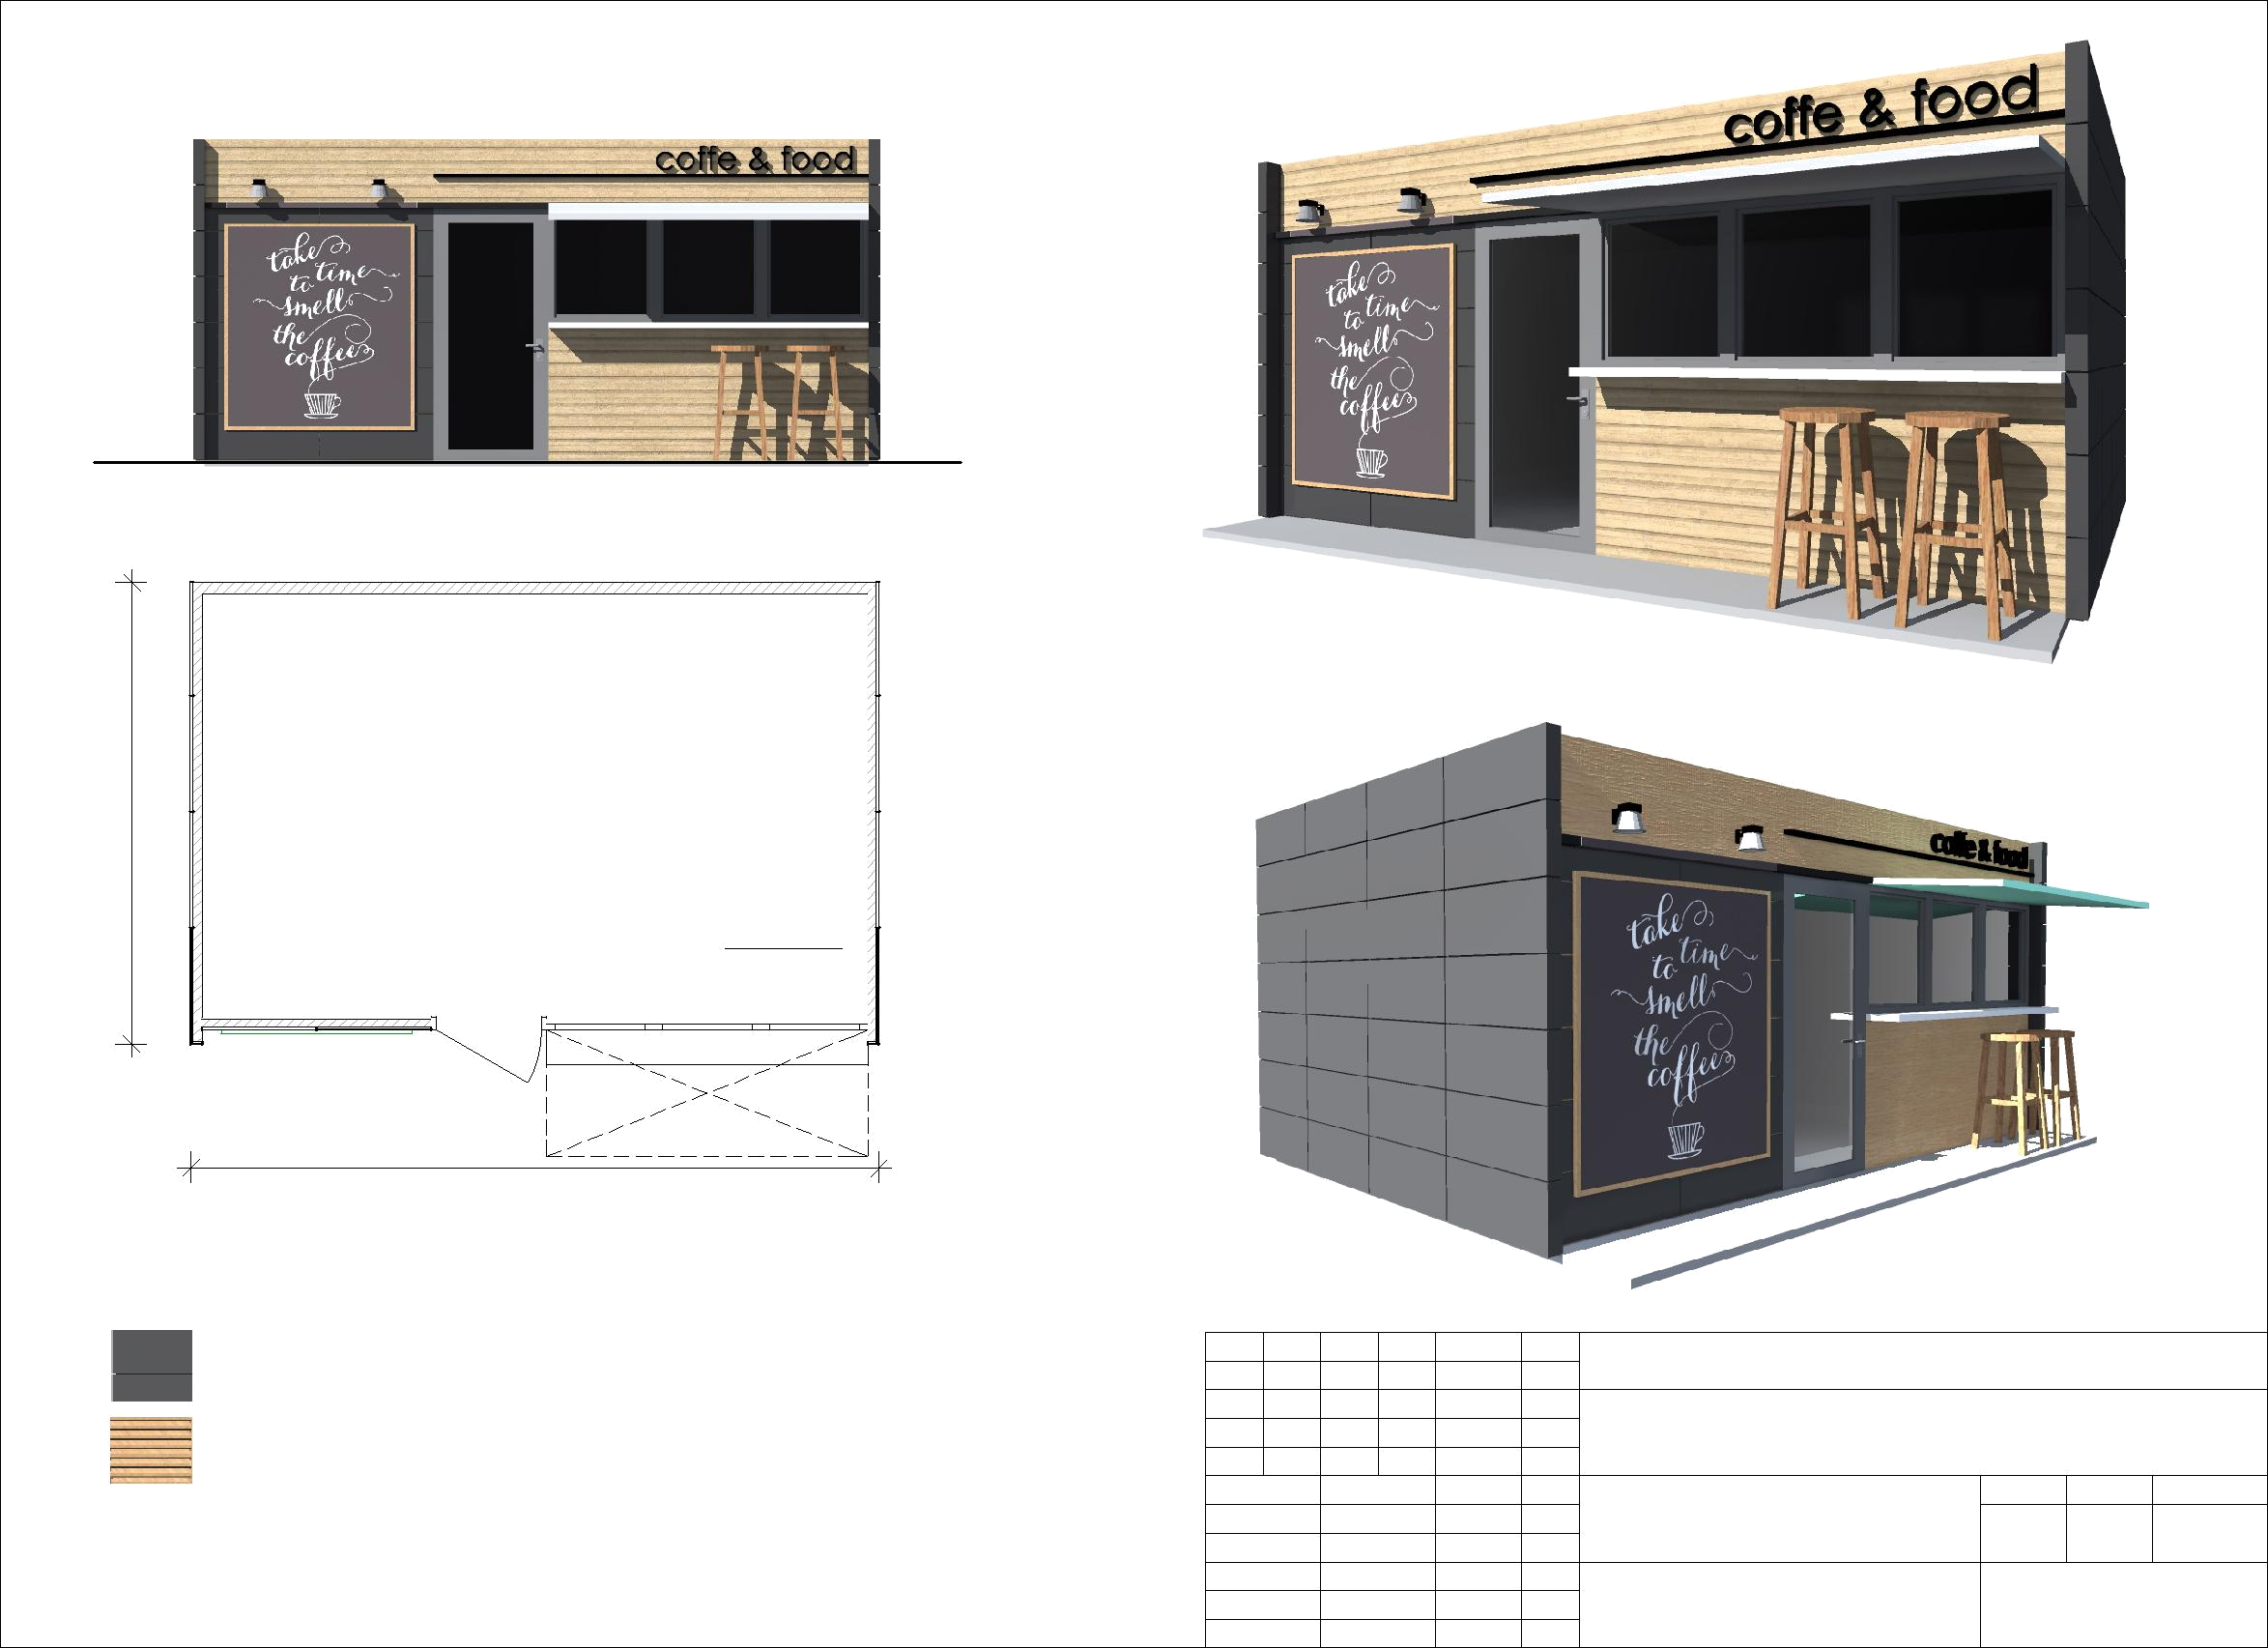 coffe & food
take
time
to
smell
the
coffee
coffe & food
take
time
to
smell
the
coffee
coffe & food
take
time
to
smell
the
coffee